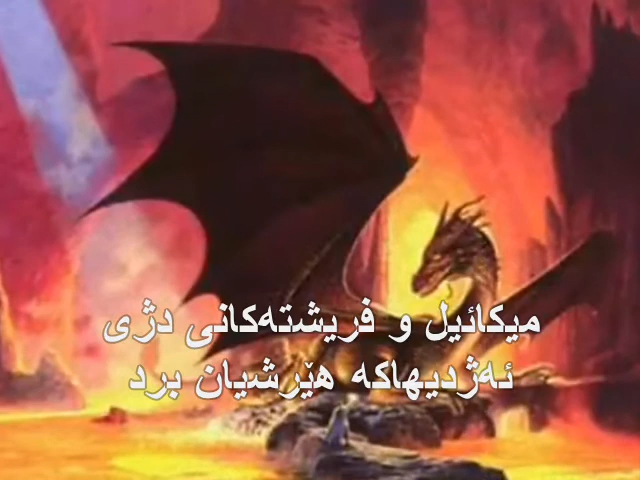 میکائیل و فریشتەکانی دژی
ئەژدیهاکە هێرشیان برد